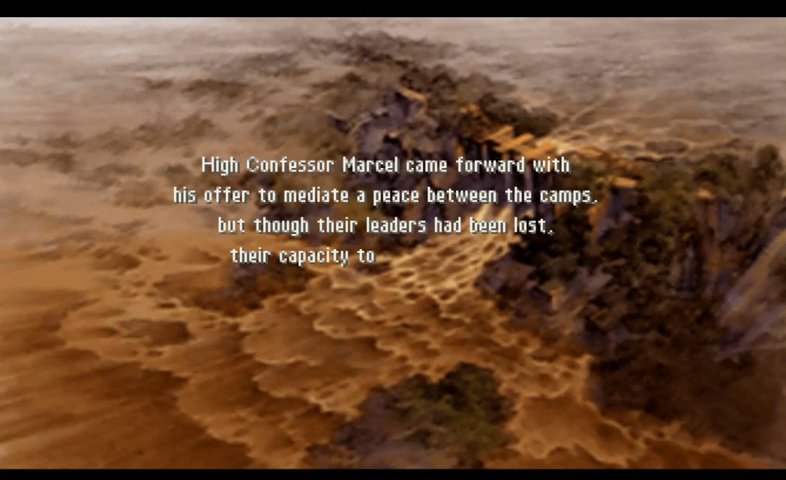 High Confessor Marcel came forward with
his offer to mediate a peace between the camps,
but though their leaders had been lost,
their capacity to